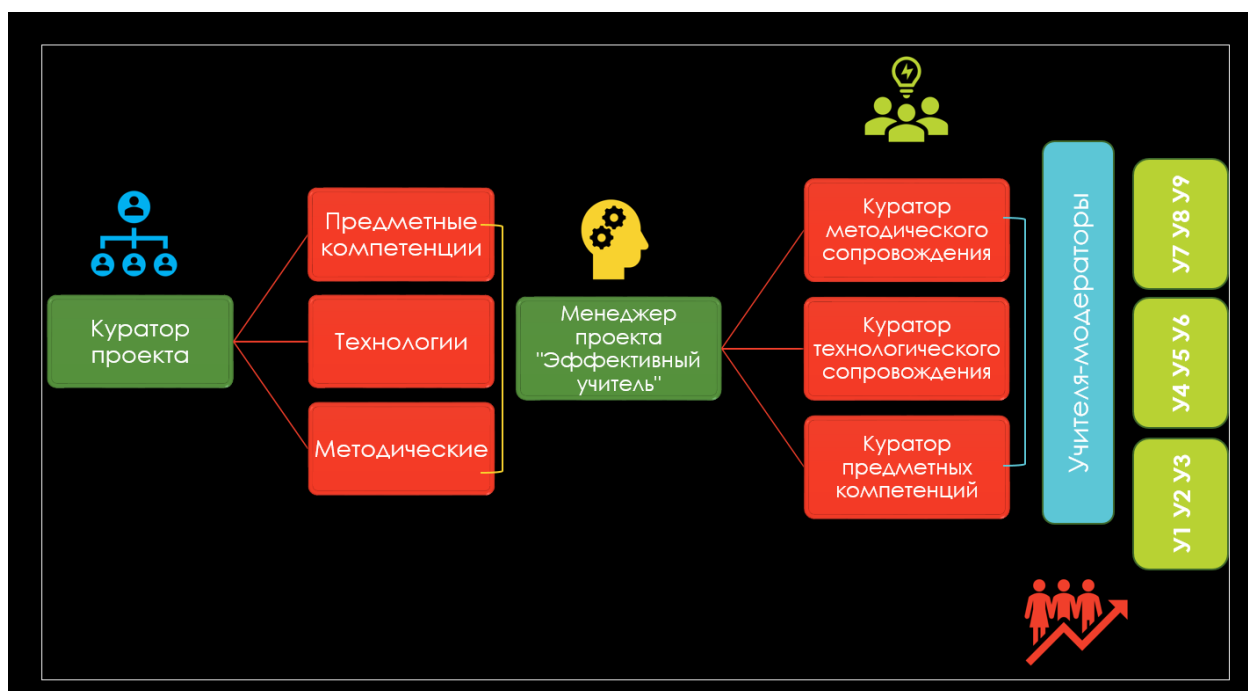 Куратор
проекта
Предметные
компетенции
Технологии
Методические
Менеджер
проекта
"Эффективный
учитель"
Куратор
методического
сопровождения
Куратор
технологического
сопровождения
Куратор
предметных
компетенций
Учителя-модераторы
У7 У8 У9
У4 У5 У6
У1 У2 У3